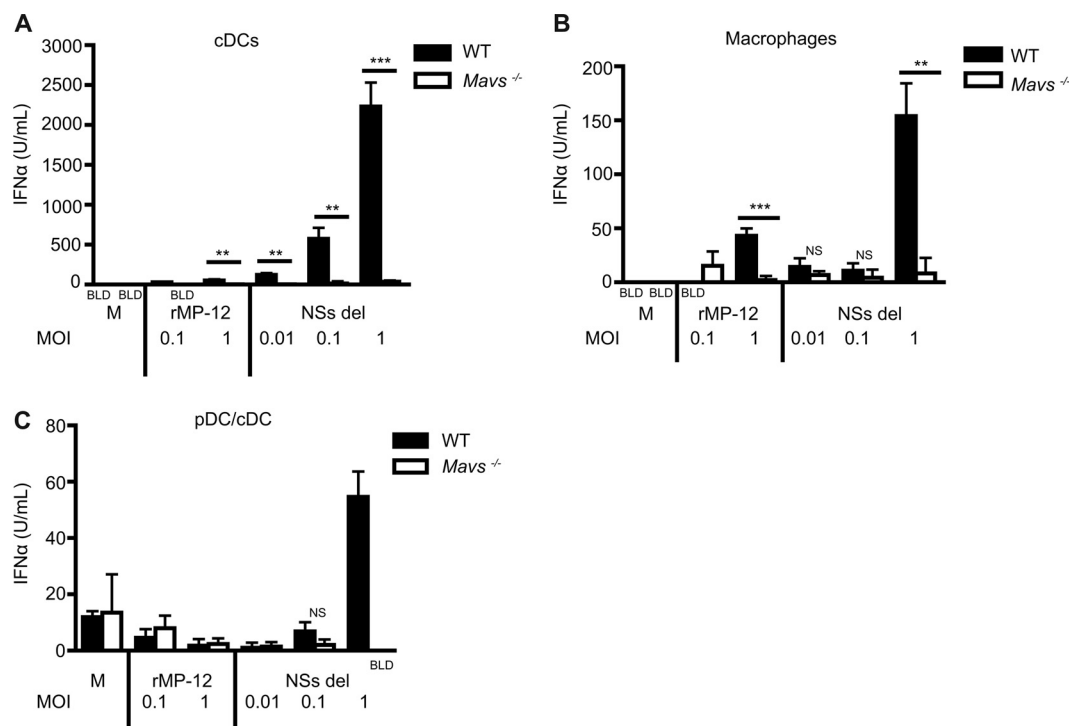 A
cDCs
IFNα (U/mL)
3000
2500
2000
1500
1000
500
0
WT
Mavs -/-
***
**
**
**
BLD BLD BLD
M rMP-12 NSs del
MOI 0.1 1 0.01 0.1 1
B
Macrophages
IFNα (U/mL)
200
150
100
50
0
WT
Mavs -/-
**
***
NS NS
BLD BLD BLD
M rMP-12 NSs del
MOI 0.1 1 0.01 0.1 1
C
pDC/cDC
IFNα (U/mL)
80
60
40
20
0
WT
Mavs -/-
NS
BLD
M rMP-12 NSs del
MOI 0.1 1 0.01 0.1 1